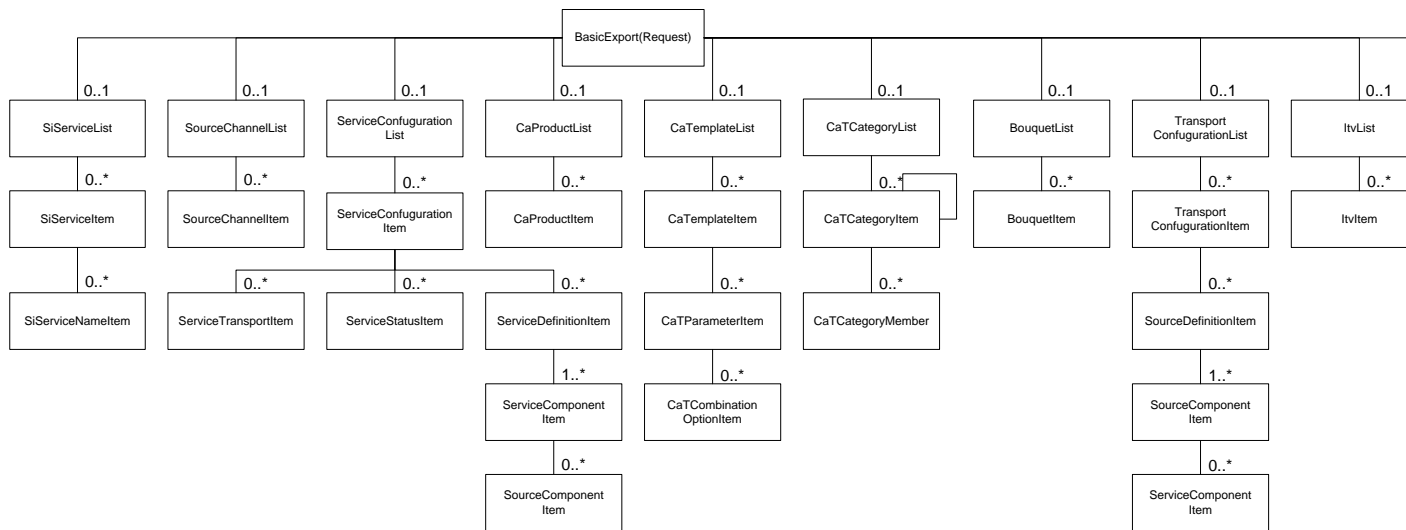 BasicExport(Request)
0..1 0..1 0..1 0..1 0..1 0..1 0..1 0..1 0..1
SiServiceList
SourceChannelList
ServiceConfuguration
List
CaProductList
CaTemplateList
CaTCategoryList
BouquetList
Transport
ConfugurationList
ItvList
0..* 0..* 0..* 0..* 0..* 0..* 0..* 0..* 0..*
SiServiceItem
SourceChannelItem
ServiceConfuguration
Item
CaProductItem
CaTemplateItem
CaTCategoryItem
BouquetItem
Transport
ConfugurationItem
ItvItem
0..* 0..* 0..* 0..* 0..* 0..* 0..*
SiServiceNameItem
ServiceTransportItem
ServiceStatusItem
ServiceDefinitionItem
CaTParameterItem
CaTCategoryMember
SourceDefinitionItem
1..* 0..* 1..*
ServiceComponent
Item
CaTCombination
OptionItem
SourceComponent
Item
0..* 0..*
SourceComponent
Item
ServiceComponent
Item